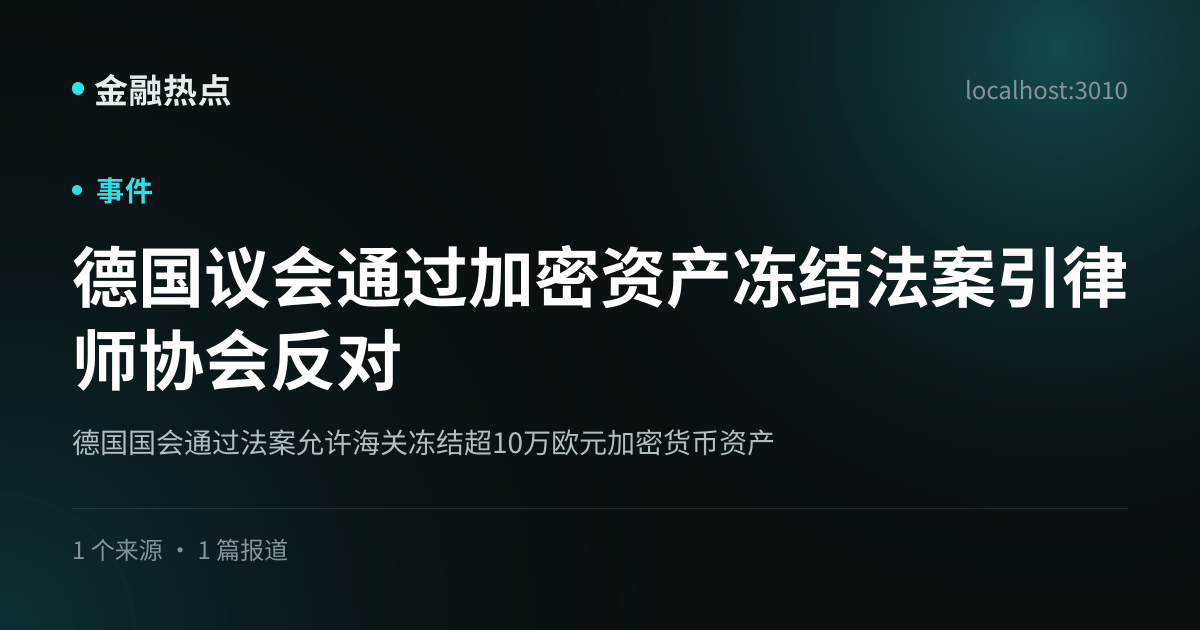 金融热点
localhost:3010
事件
德国议会通过加密资产冻结法案引律
师协会反对
德国国会通过法案允许海关冻结超10万欧元加密货币资产
1 个来源 · 1 篇报道